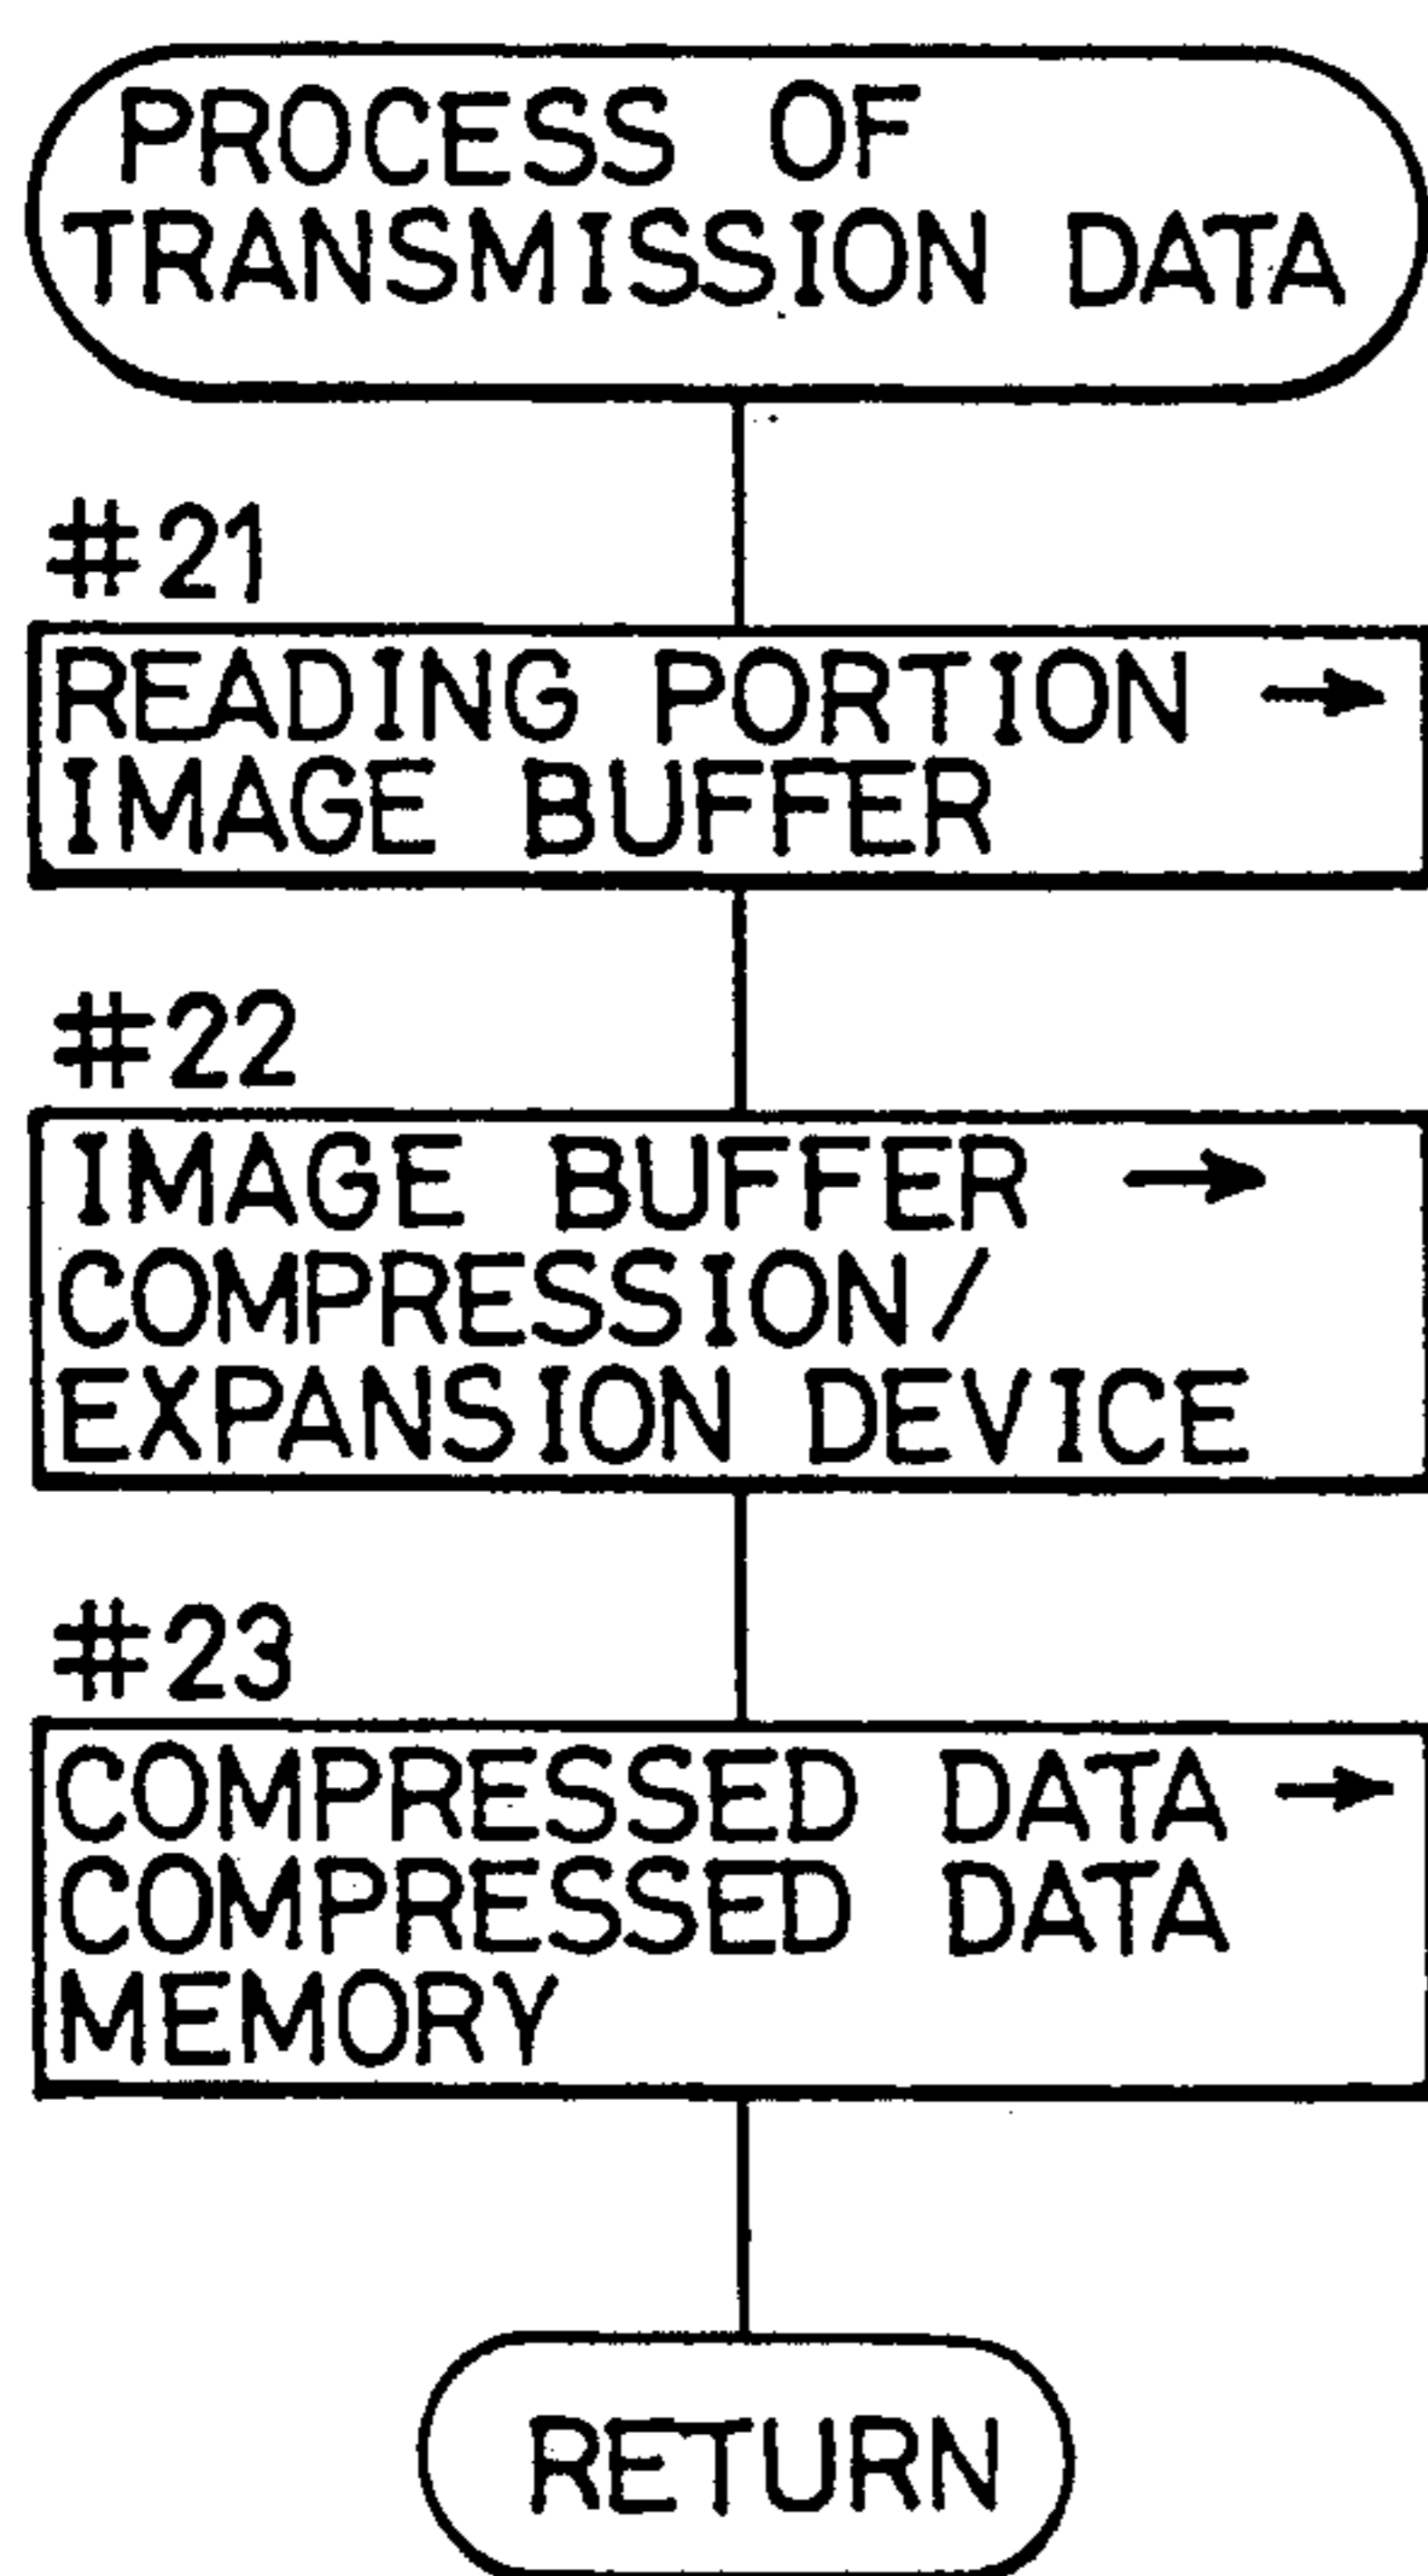 PROCESS OF
TRANSMISSION DATA
#21
READING PORTION →
IMAGE BUFFER
#22
IMAGE BUFFER →
COMPRESSION/
EXPANSION DEVICE
#23
COMPRESSED DATA →
COMPRESSED DATA
MEMORY
RETURN